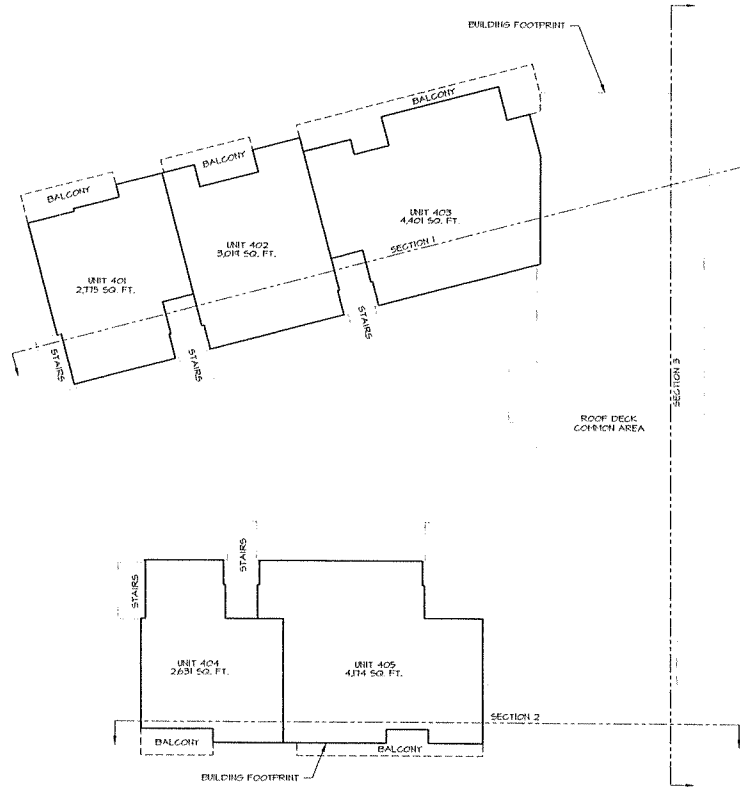 BUILDING FOOTPRINT
BALCONY
BALCONY
BALCONY
UNIT 403
4,401 SQ. FT.
UNIT 402
3,019 SQ. FT.
SECTION 1
UNIT 401
2,775 SQ. FT.
STAIRS
STAIRS
STAIRS
SECTION 3
ROOF DECK
COMMON AREA
STAIRS
STAIRS
UNIT 404
2,631 SQ. FT.
UNIT 405
4,174 SQ. FT.
SECTION 2
BALCONY
BALCONY
BUILDING FOOTPRINT